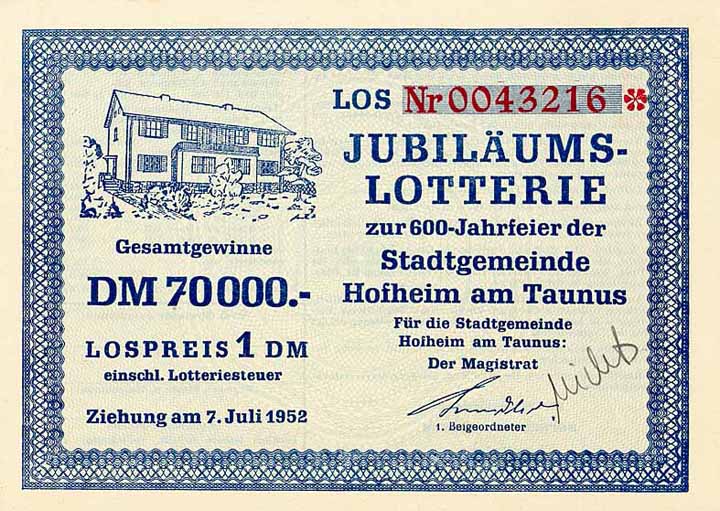 Gesamtgewinne
DM 70000.-
LOSPREIS 1 DM
einschl. Lotteriesteuer
Ziehung am 7. Juli 1952
LOS Nr 0043216
JUBILÄUMS-
LOTTERIE
zur 600-Jahrfeier der
Stadtgemeinde
Hofheim am Taunus
Für die Stadtgemeinde
Hofheim am Taunus:
Der Magistrat
1. Beigeordneter